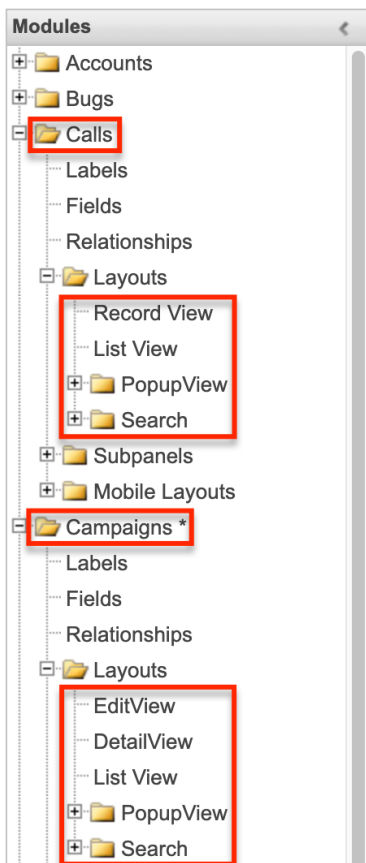 Modules
Accounts
Bugs
Calls
Labels
Fields
Relationships
Layouts
Record View
List View
PopupView
Search
Subpanels
Mobile Layouts
Campaigns *
Labels
Fields
Relationships
Layouts
EditView
DetailView
List View
PopupView
Search